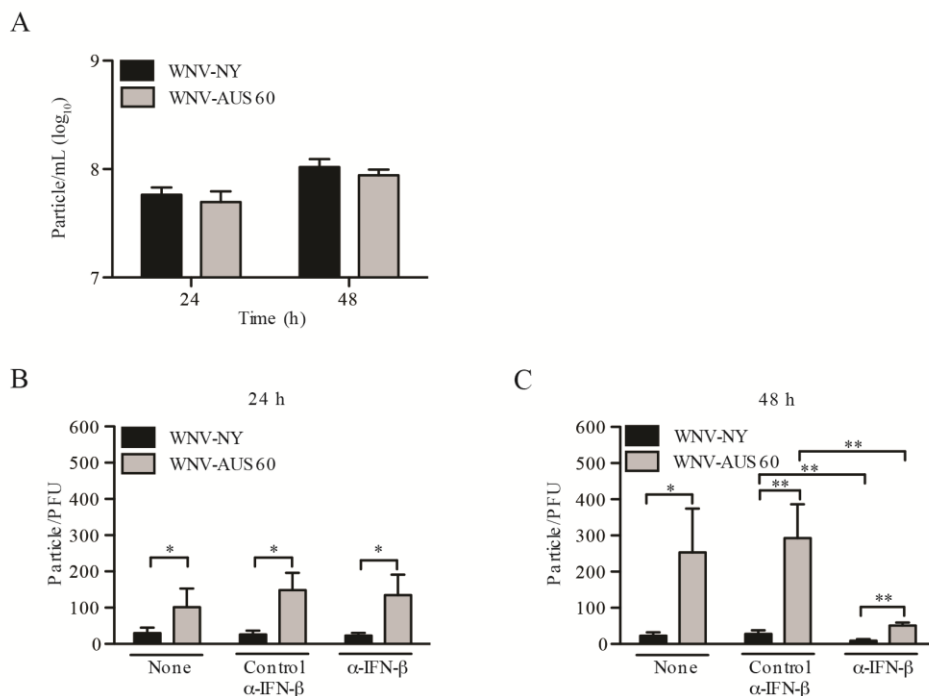 A
9
8
7
Particle/mL (log10)
WNV-NY
WNV-AUS60
24 48
Time (h)
B
24 h
600
500
400
300
200
100
0
Particle/PFU
WNV-NY
WNV-AUS60
* * *
None Control α-IFN-β
α-IFN-β
C
48 h
600
500
400
300
200
100
0
Particle/PFU
WNV-NY
WNV-AUS60
**
**
* **
**
None Control α-IFN-β
α-IFN-β